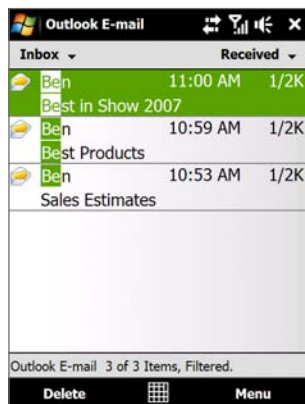 Outlook E-mail
Inbox Received
Ben 11:00 AM 1/2K
Best in Show 2007
Ben 10:59 AM 1/2K
Best Products
Ben 10:53 AM 1/2K
Sales Estimates
Outlook E-mail 3 of 3 Items, Filtered.
Delete Menu